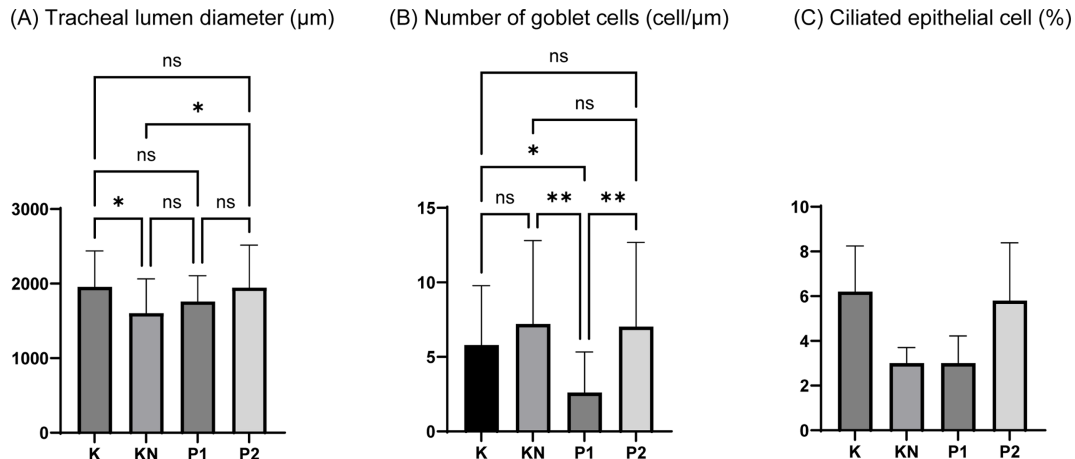 (A) Tracheal lumen diameter (μm)
ns
*
ns
*
ns
ns
3000
2000
1000
0
K KN P1 P2
(B) Number of goblet cells (cell/μm)
ns
ns
*
ns
**
**
15
10
5
0
K KN P1 P2
(C) Ciliated epithelial cell (%)
10
8
6
4
2
0
K KN P1 P2